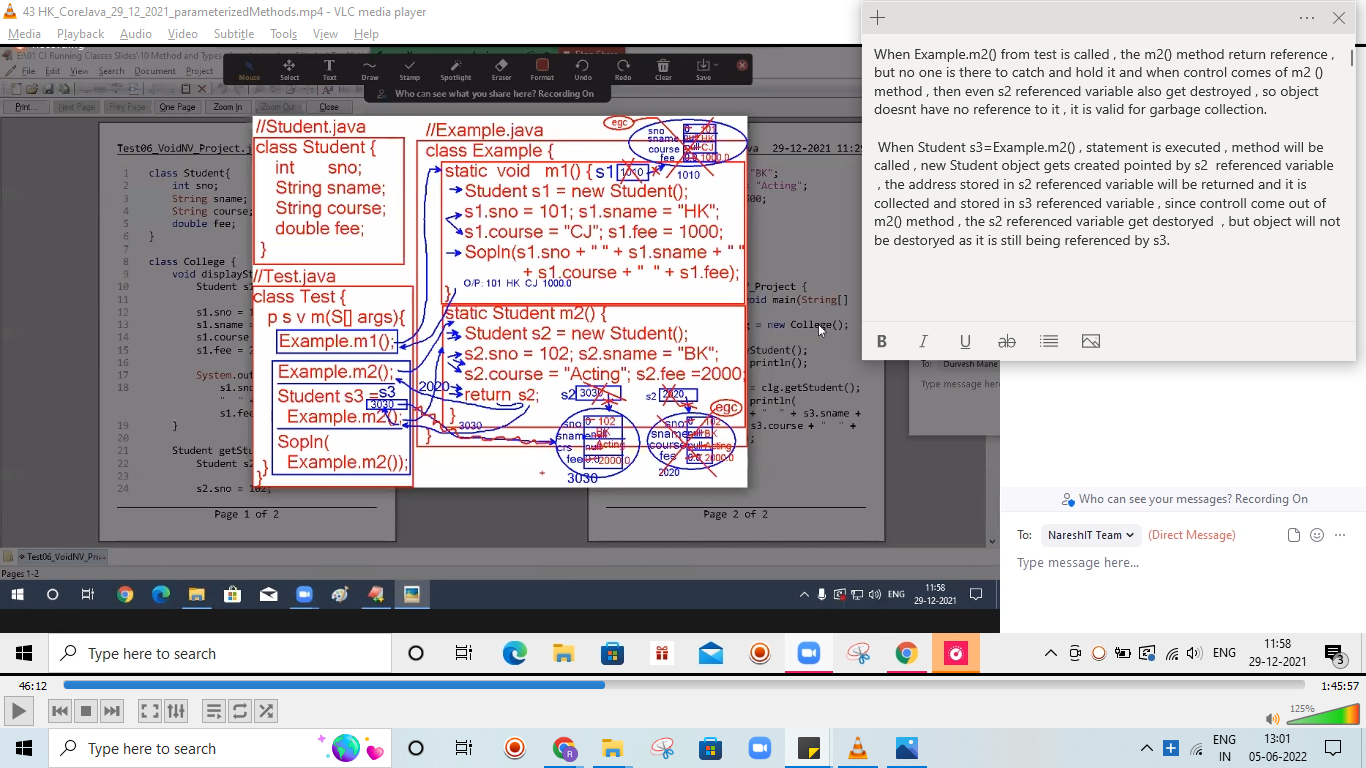 43 HK_CoreJava_29_12_2021_parameterizedMethods.mp4 - VLC media player
Media Playback Audio Video Subtitle Tools View Help
File Edit View Search Document Project
Mouse Select Text Draw Stamp Spotlight Eraser Format Undo Redo Clear Save
Who can see what you share here? Recording On
Print... Next Page Prev Page One Page Zoom In Zoom Out Close
Test06_VoidNV_Project.j
1 class Student{
2 int sno;
3 String sname;
4 String course;
5 double fee;
6 }
7
8 class College {
9 void displaySt
10 Student s1
11
12 s1.sno = 1
13 s1.sname =
14 s1.course
15 s1.fee = 2
16
17 System.out
18 s1.sno
" "
s1.fee
19 }
20
21 Student getStu
22 Student s2
23
24 s2.sno = 102;
Page 1 of 2
//Student.java
class Student {
int sno;
String sname;
String course;
double fee;
}
//Test.java
class Test {
p s v m(S[] args){
Example.m1();
Example.m2();
Student s3 =s3
3030
Example.m2();
Sopln(
Example.m2());
}
}
//Example.java
class Example {
static void m1() {
Student s1 = new Student();
s1.sno = 101; s1.sname = "HK";
s1.course = "CJ"; s1.fee = 1000;
Sopln(s1.sno + " " + s1.sname + " "
+ s1.course + " " + s1.fee);
O/P: 101 HK CJ 1000.0
}
static Student m2() {
Student s2 = new Student();
s2.sno = 102; s2.sname = "BK";
s2.course = "Acting"; s2.fee =2000;
return s2;
}
}
2020
3030
egc
s1 1010
1010
sno 0 101
sname HK
course CJ
fee 0.0 1000.0
s2 3030
sno 0 102
sname null BK
crs null Acting
fee 0.0 2000.0
3030
s2 2020
egc
sno 0 102
sname null BK
course null Acting
fee 0.0 2000.0
2020
ava 29-12-2021 11:29
"BK";
"Acting";
_Project {
void main(String[]
= new College();
Student();
println();
= clg.getStudent();
println(
+ " " + s3.sname +
s3.course + " " +
Page 2 of 2
Test06_VoidNV_Pr
Pages 1-2
ENG
11:58
29-12-2021
When Example.m2() from test is called , the m2() method return reference ,
but no one is there to catch and hold it and when control comes of m2 ()
method , then even s2 referenced variable also get destroyed , so object
doesnt have no reference to it , it is valid for garbage collection.
When Student s3=Example.m2() , statement is executed , method will be
called , new Student object gets created pointed by s2 referenced variable
, the address stored in s2 referenced variable will be returned and it is
collected and stored in s3 referenced variable , since controll come out of
m2() method , the s2 referenced variable get destoryed , but object will not
be destoryed as it is still being referenced by s3.
B I U ab
To: Durvesh Mane
Type message here
Who can see your messages? Recording On
To: NareshIT Team (Direct Message)
Type message here...
Type here to search
ENG
11:58
29-12-2021
3
46:12
1:45:57
125%
Type here to search
ENG
IN
13:01
05-06-2022